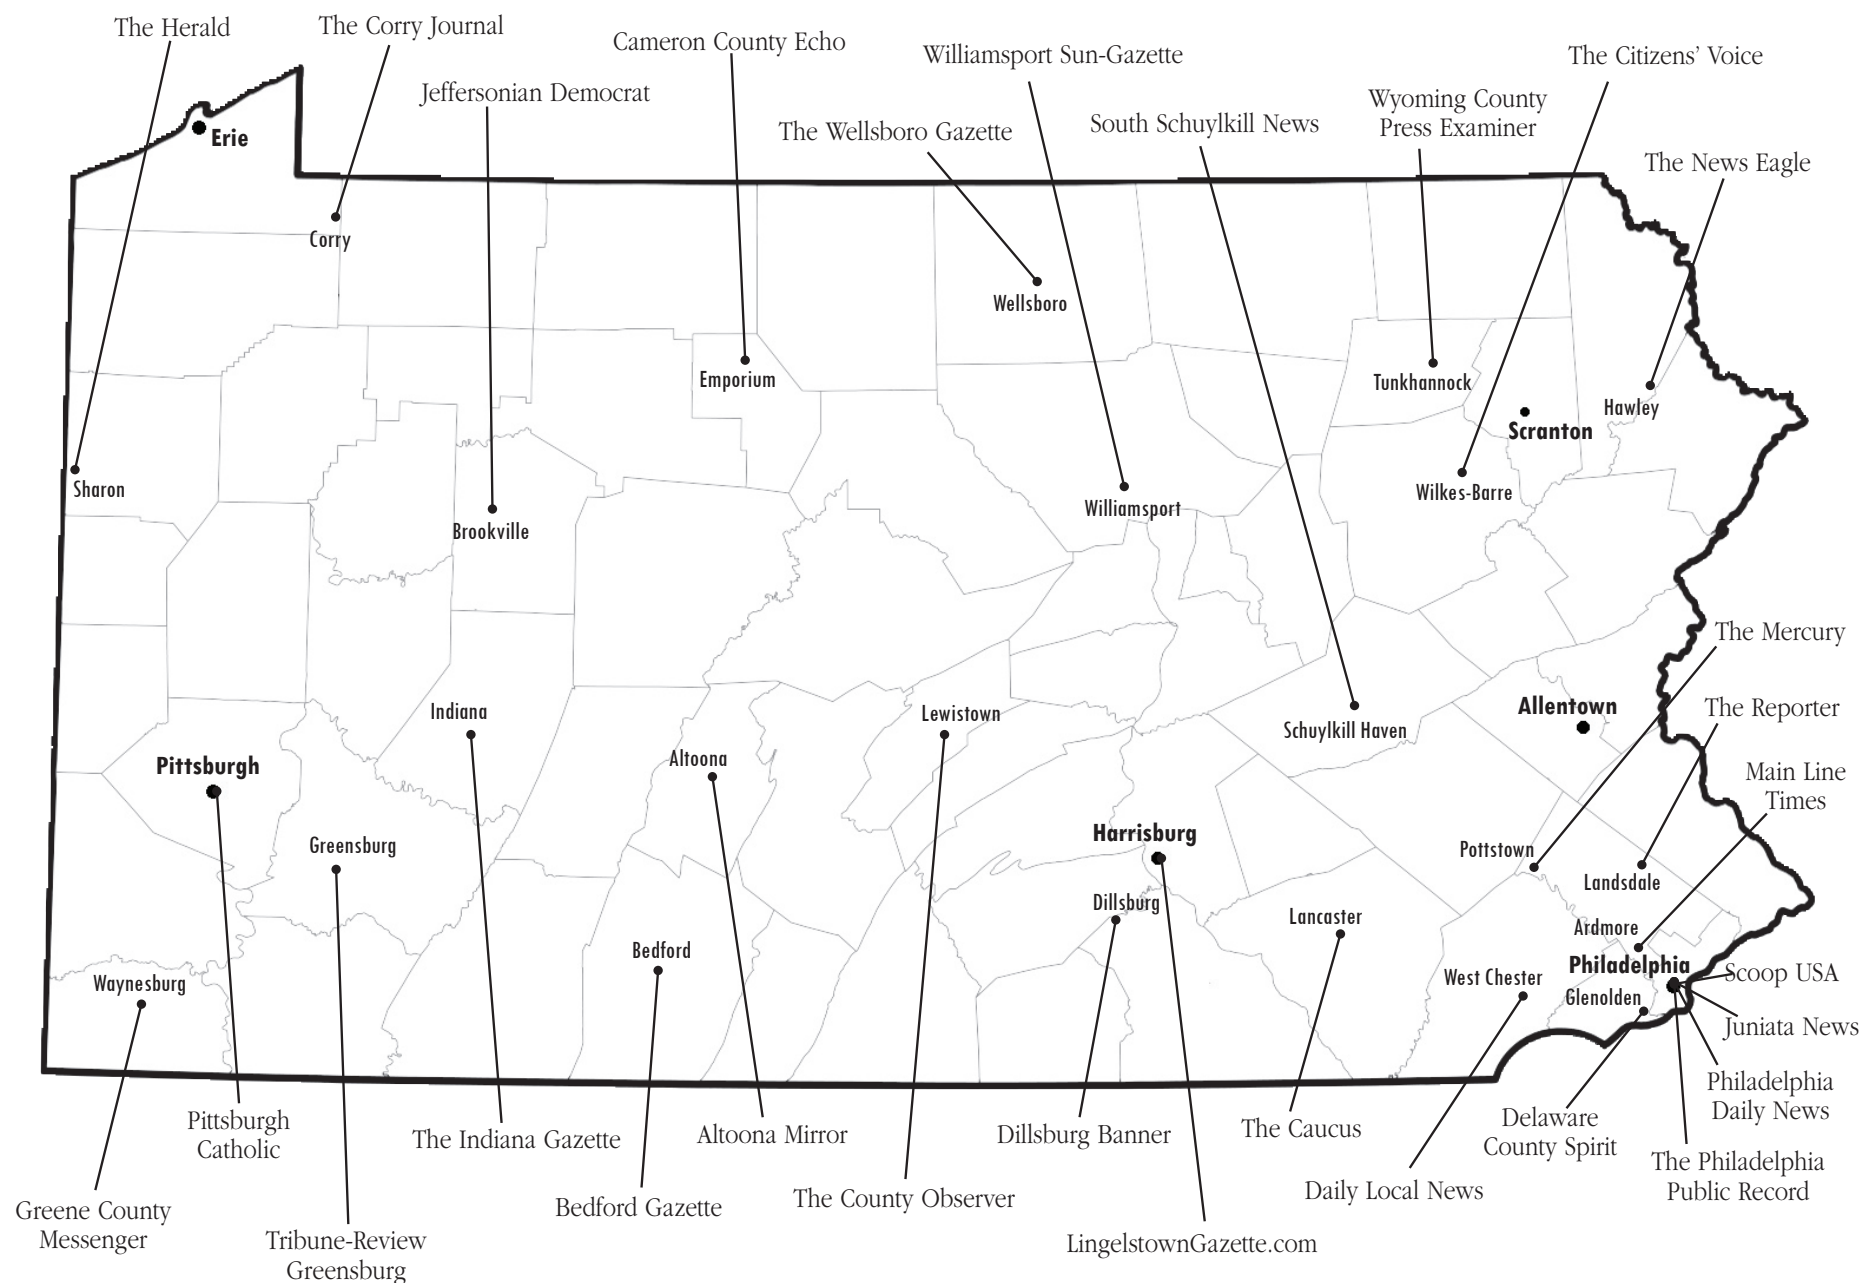 The Herald
The Corry Journal
Cameron County Echo
Williamsport Sun-Gazette
The Citizens' Voice
Jeffersonian Democrat
The Wellsboro Gazette
South Schuylkill News
Wyoming County
Press Examiner
The News Eagle
Erie
Corry
Wellsboro
Emporium
Tunkhannock
Hawley
Scranton
Sharon
Brookville
Williamsport
Wilkes-Barre
The Mercury
Indiana
Lewistown
Schuylkill Haven
Allentown
The Reporter
Pittsburgh
Altoona
Main Line
Times
Greensburg
Harrisburg
Pottstown
Landsdale
Dillsburg
Lancaster
Ardmore
Bedford
Waynesburg
West Chester
Philadelphia
Glenolden
Scoop USA
Juniata News
Philadelphia
Daily News
Pittsburgh
Catholic
The Indiana Gazette
Altoona Mirror
Dillsburg Banner
The Caucus
Delaware
County Spirit
The Philadelphia
Public Record
Greene County
Messenger
Bedford Gazette
The County Observer
Daily Local News
Tribune-Review
Greensburg
LingelstownGazette.com